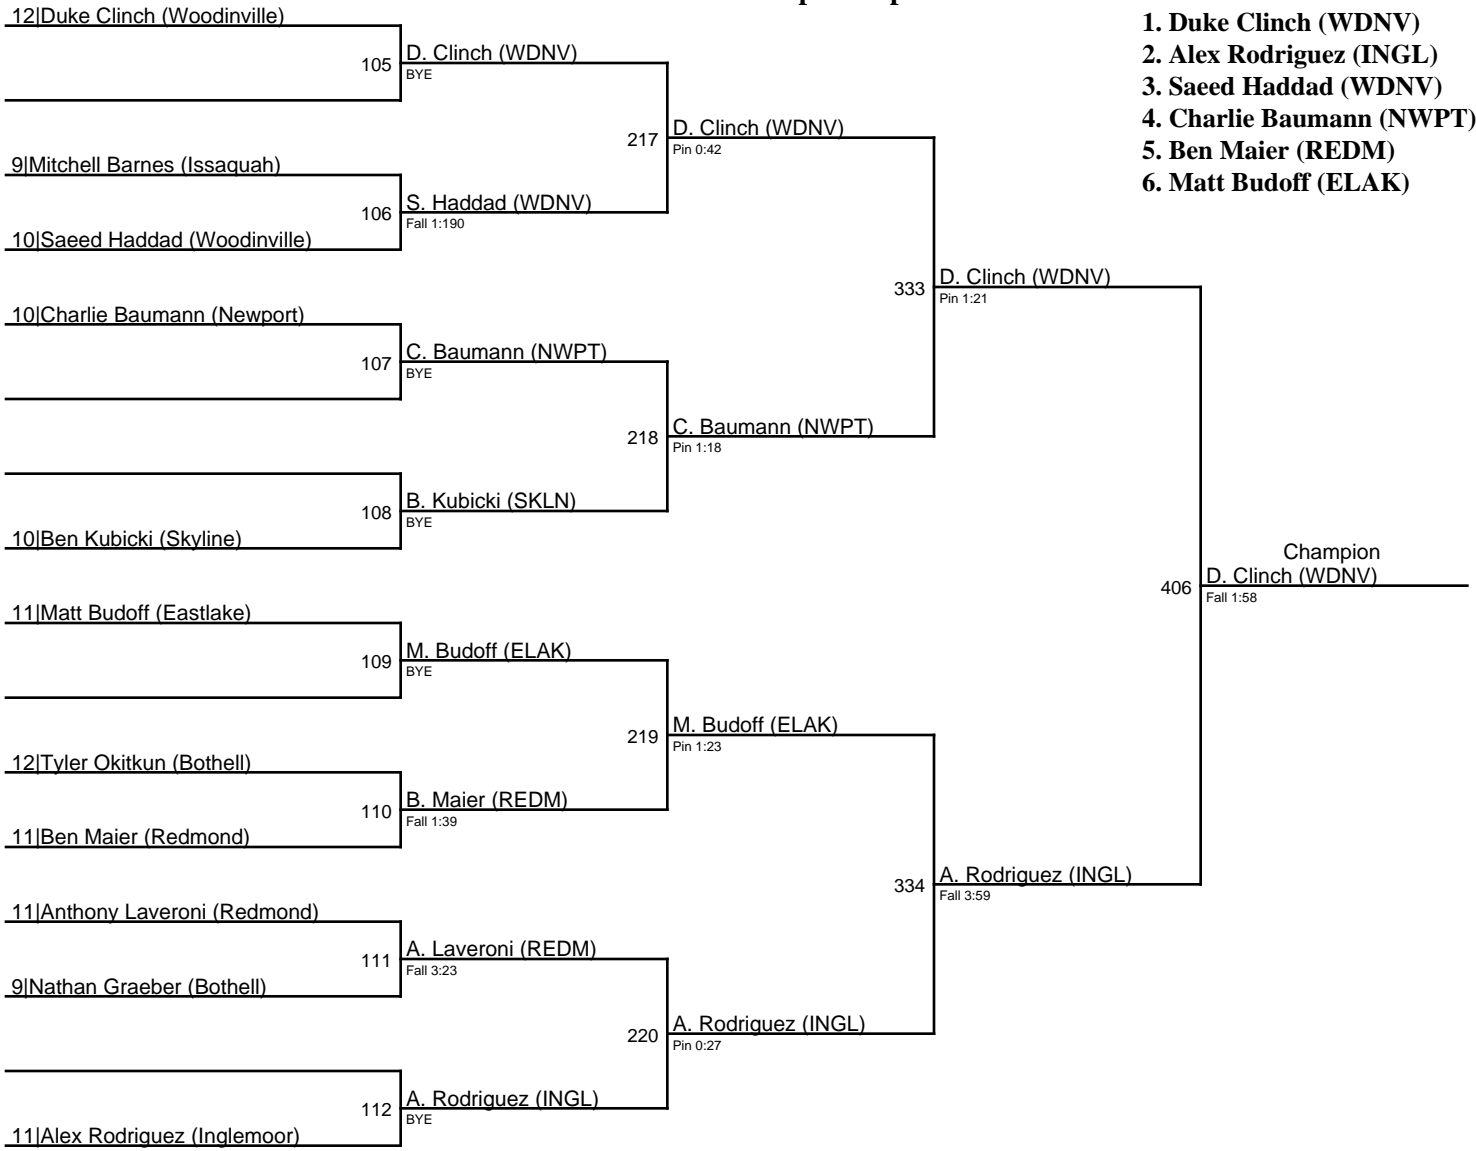 1. Duke Clinch (WDNV)
2. Alex Rodriguez (INGL)
3. Saeed Haddad (WDNV)
4. Charlie Baumann (NWPT)
5. Ben Maier (REDM)
6. Matt Budoff (ELAK)
12|Duke Clinch (Woodinville)
105
D. Clinch (WDNV)
BYE
217
D. Clinch (WDNV)
Pin 0:42
9|Mitchell Barnes (Issaquah)
106
S. Haddad (WDNV)
Fall 1:190
10|Saeed Haddad (Woodinville)
333
D. Clinch (WDNV)
Pin 1:21
10|Charlie Baumann (Newport)
107
C. Baumann (NWPT)
BYE
218
C. Baumann (NWPT)
Pin 1:18
108
B. Kubicki (SKLN)
BYE
10|Ben Kubicki (Skyline)
Champion
406
D. Clinch (WDNV)
Fall 1:58
11|Matt Budoff (Eastlake)
109
M. Budoff (ELAK)
BYE
219
M. Budoff (ELAK)
Pin 1:23
12|Tyler Okitkun (Bothell)
110
B. Maier (REDM)
Fall 1:39
11|Ben Maier (Redmond)
334
A. Rodriguez (INGL)
Fall 3:59
11|Anthony Laveroni (Redmond)
111
A. Laveroni (REDM)
Fall 3:23
9|Nathan Graeber (Bothell)
220
A. Rodriguez (INGL)
Pin 0:27
112
A. Rodriguez (INGL)
BYE
11|Alex Rodriguez (Inglemoor)